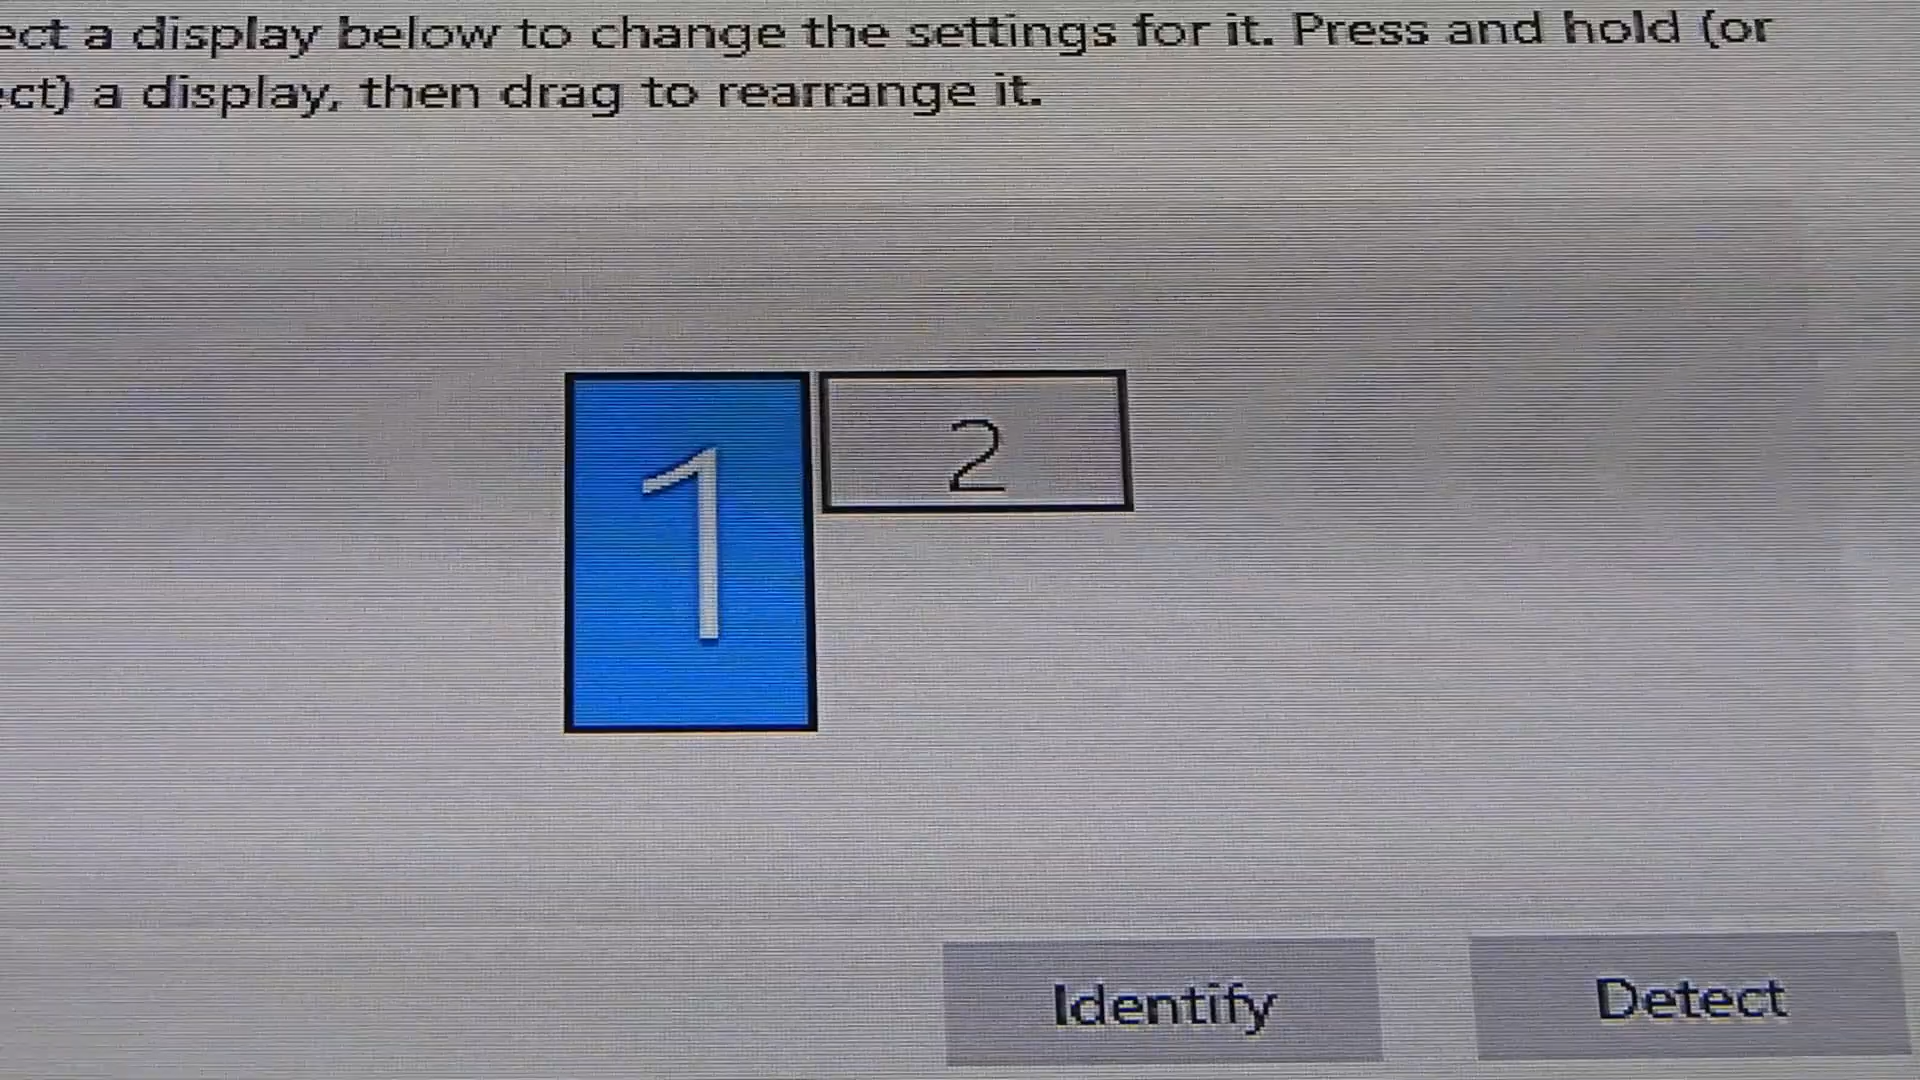 ect a display below to change the settings for it. Press and hold (or
ect) a display, then drag to rearrange it.
1
2
Identify
Detect